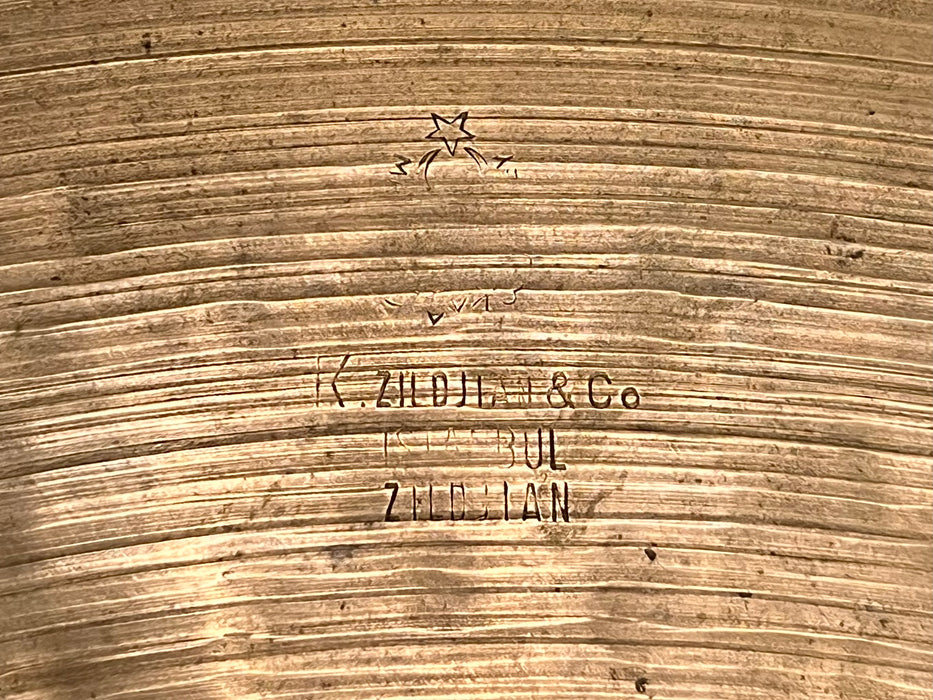 K. ZILDJIAN & Co
ISTANBUL
ZILDJIAN